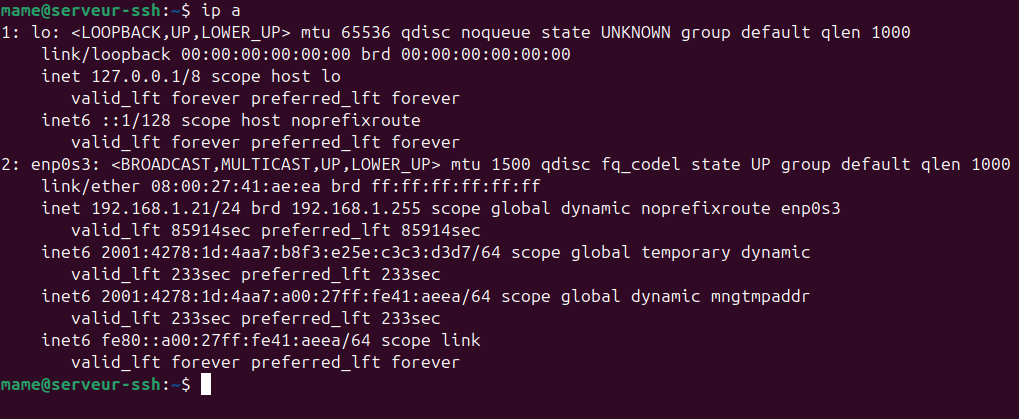 mame@serveur-ssh:~$ ip a
1: lo: <LOOPBACK,UP,LOWER_UP> mtu 65536 qdisc noqueue state UNKNOWN group default qlen 1000
    link/loopback 00:00:00:00:00:00 brd 00:00:00:00:00:00
    inet 127.0.0.1/8 scope host lo
       valid_lft forever preferred_lft forever
    inet6 ::1/128 scope host noprefixroute
       valid_lft forever preferred_lft forever
2: enp0s3: <BROADCAST,MULTICAST,UP,LOWER_UP> mtu 1500 qdisc fq_codel state UP group default qlen 1000
    link/ether 08:00:27:41:ae:ea brd ff:ff:ff:ff:ff:ff
    inet 192.168.1.21/24 brd 192.168.1.255 scope global dynamic noprefixroute enp0s3
       valid_lft 85914sec preferred_lft 85914sec
    inet6 2001:4278:1d:4aa7:b8f3:e25e:c3c3:d3d7/64 scope global temporary dynamic
       valid_lft 233sec preferred_lft 233sec
    inet6 2001:4278:1d:4aa7:a00:27ff:fe41:aeea/64 scope global dynamic mngtmpaddr
       valid_lft 233sec preferred_lft 233sec
    inet6 fe80::a00:27ff:fe41:aeea/64 scope link
       valid_lft forever preferred_lft forever
mame@serveur-ssh:~$